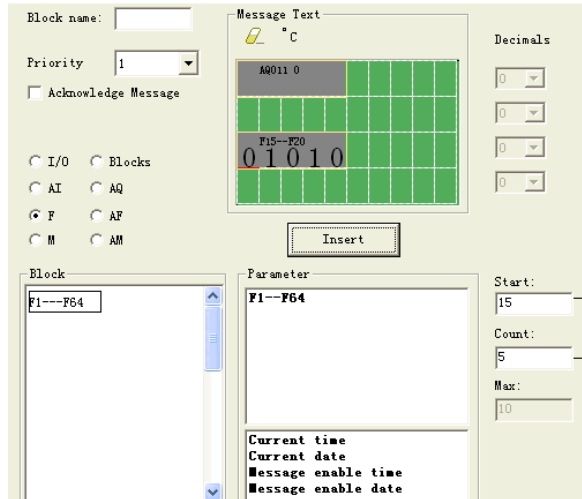 Block name:
Message Text
°C
Decimals
Priority
1
AQ011 0
0
Acknowledge Message
0
F15--F20
0 1 0 1 0
0
I/O
Blocks
0
AI
AQ
F
AF
M
AM
Insert
Block
Parameter
Start:
F1---F64
F1--F64
15
Count:
5
Max:
10
Current time
Current date
Message enable time
Message enable date